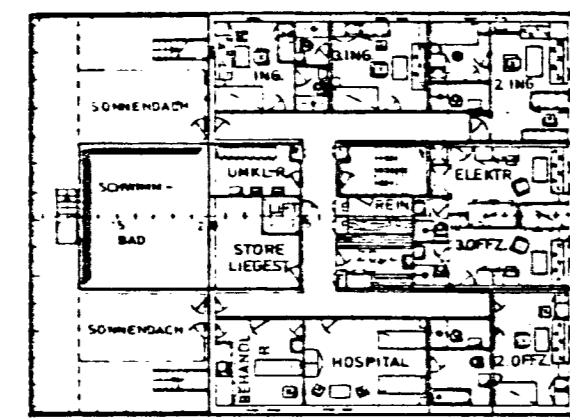 ING.
3.ING.
2 ING
SONNENDACH
UMKL-R
ELEKTR
SCHWIMM-
BAD
LIFT
REIN
STORE
LIEGEST
3.OFFZ.
SONNENDACH
BEHANDL
R
HOSPITAL
2. OFFZ.